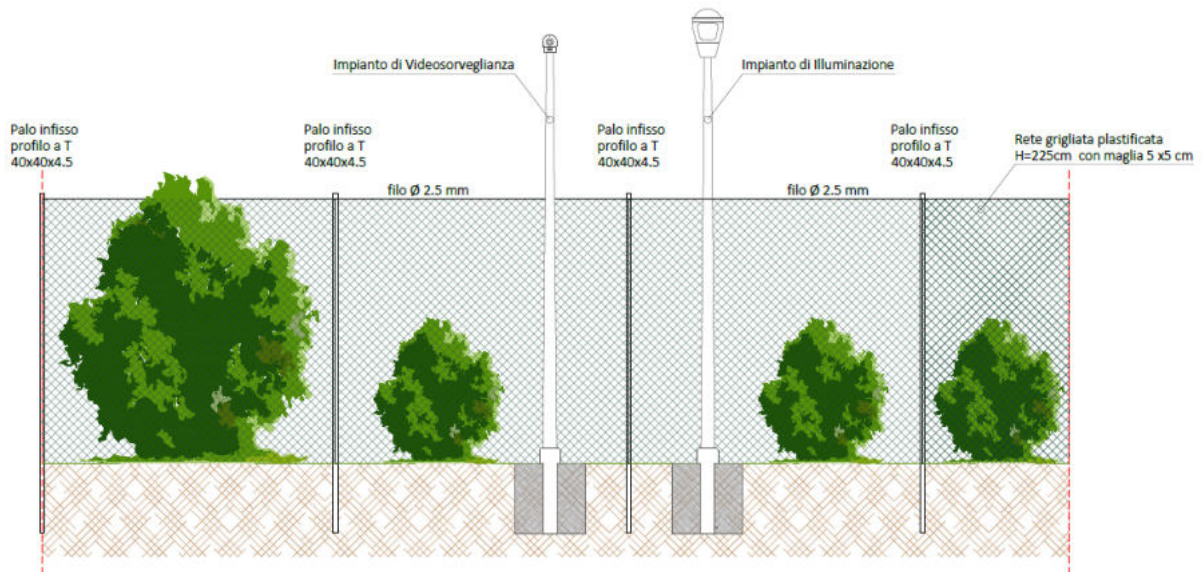 Impianto di Videosorveglianza
Impianto di Illuminazione
Palo infisso
profilo a T
40x40x4.5
Palo infisso
profilo a T
40x40x4.5
Palo infisso
profilo a T
40x40x4.5
Palo infisso
profilo a T
40x40x4.5
Rete grigliata plastificata
H=225cm con maglia 5 x5 cm
filo Ø 2.5 mm
filo Ø 2.5 mm